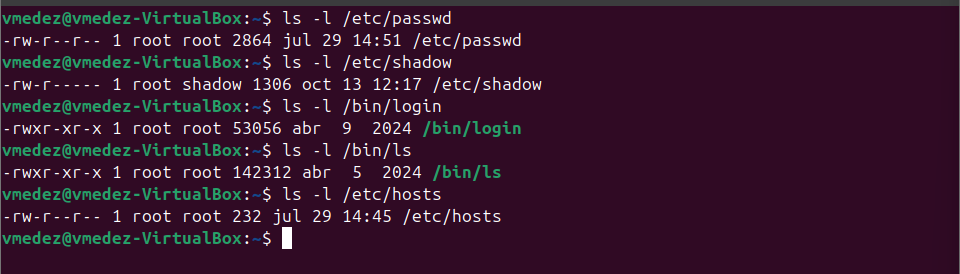 vmedez@vmedez-VirtualBox:~$ ls -l /etc/passwd
-rw-r--r-- 1 root root 2864 jul 29 14:51 /etc/passwd
vmedez@vmedez-VirtualBox:~$ ls -l /etc/shadow
-rw-r----- 1 root shadow 1306 oct 13 12:17 /etc/shadow
vmedez@vmedez-VirtualBox:~$ ls -l /bin/login
-rwxr-xr-x 1 root root 53056 abr  9  2024 /bin/login
vmedez@vmedez-VirtualBox:~$ ls -l /bin/ls
-rwxr-xr-x 1 root root 142312 abr  5  2024 /bin/ls
vmedez@vmedez-VirtualBox:~$ ls -l /etc/hosts
-rw-r--r-- 1 root root 232 jul 29 14:45 /etc/hosts
vmedez@vmedez-VirtualBox:~$